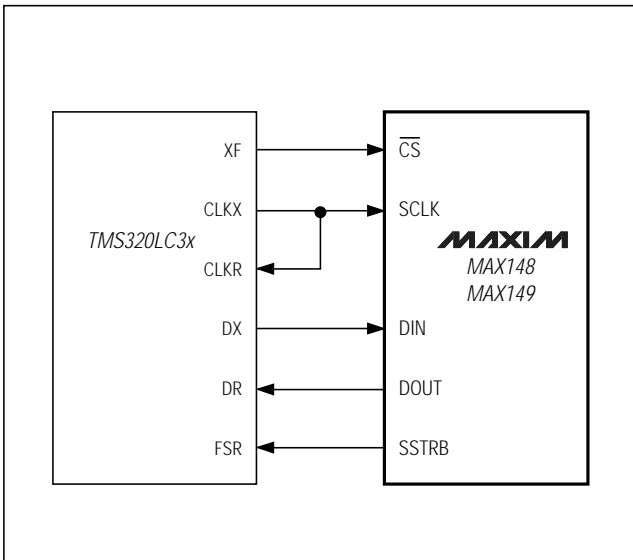 XF
CLKX
TMS320LC3x
CLKR
DX
DR
FSR
CS
SCLK
MAXIM
MAX148
MAX149
DIN
DOUT
SSTRB